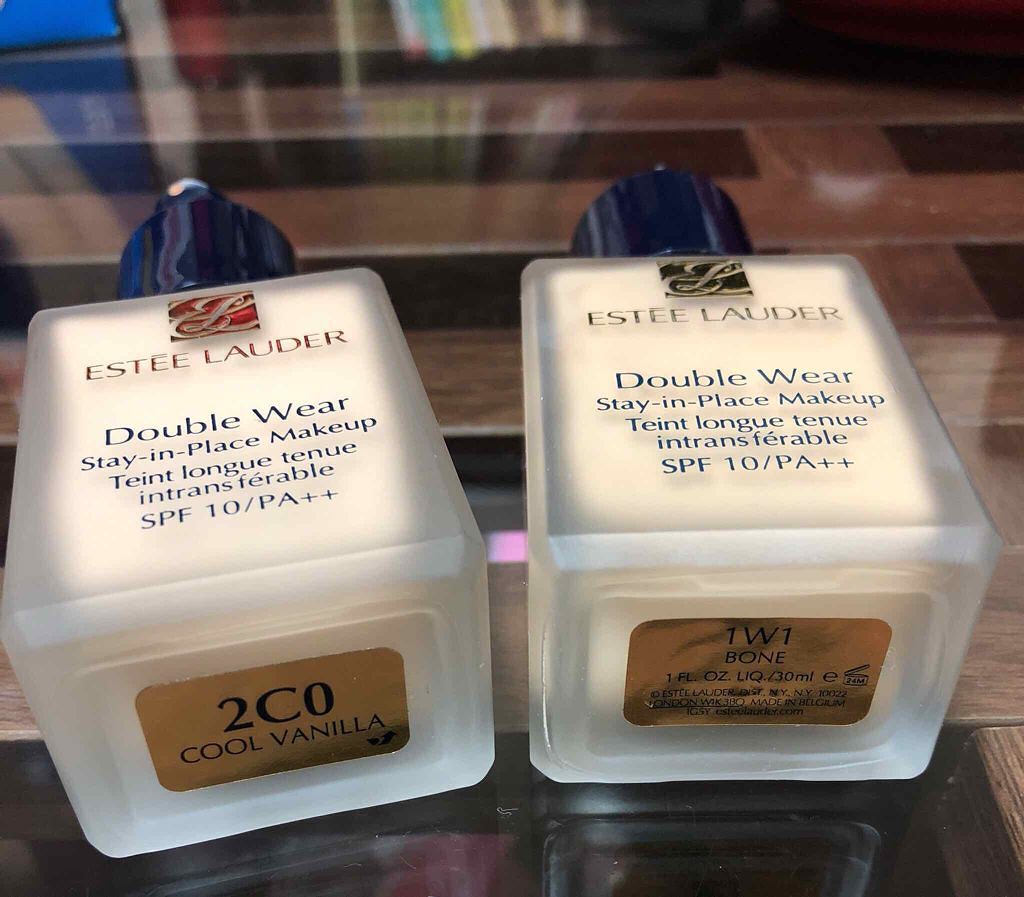 ESTĒE LAUDER
Double Wear
Stay-in-Place Makeup
Teint longue tenue
intransférable
SPF 10/PA++
2C0
COOL VANILLA
ESTĒE LAUDER
Double Wear
Stay-in-Place Makeup
Teint longue tenue
intransférable
SPF 10/PA++
1W1
BONE
1 FL. OZ. LIQ./30ml e 24M
© ESTĒE LAUDER, DIST. N.Y., N.Y. 10022
LONDON W1K 3BQ MADE IN BELGIUM
1G5Y esteelauder.com